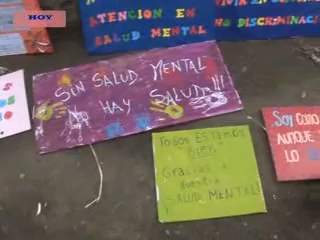 HOY
ATENCION EN
SALUD MENTAL
NO DISCRIMINACI
SIN SALUD MENTAL
NO HAY SALUD!!!
Todos ESTamos
bien
Gracias a
nuestra
SALUD MENTAL!
Soy Como
AUNQUE
LO